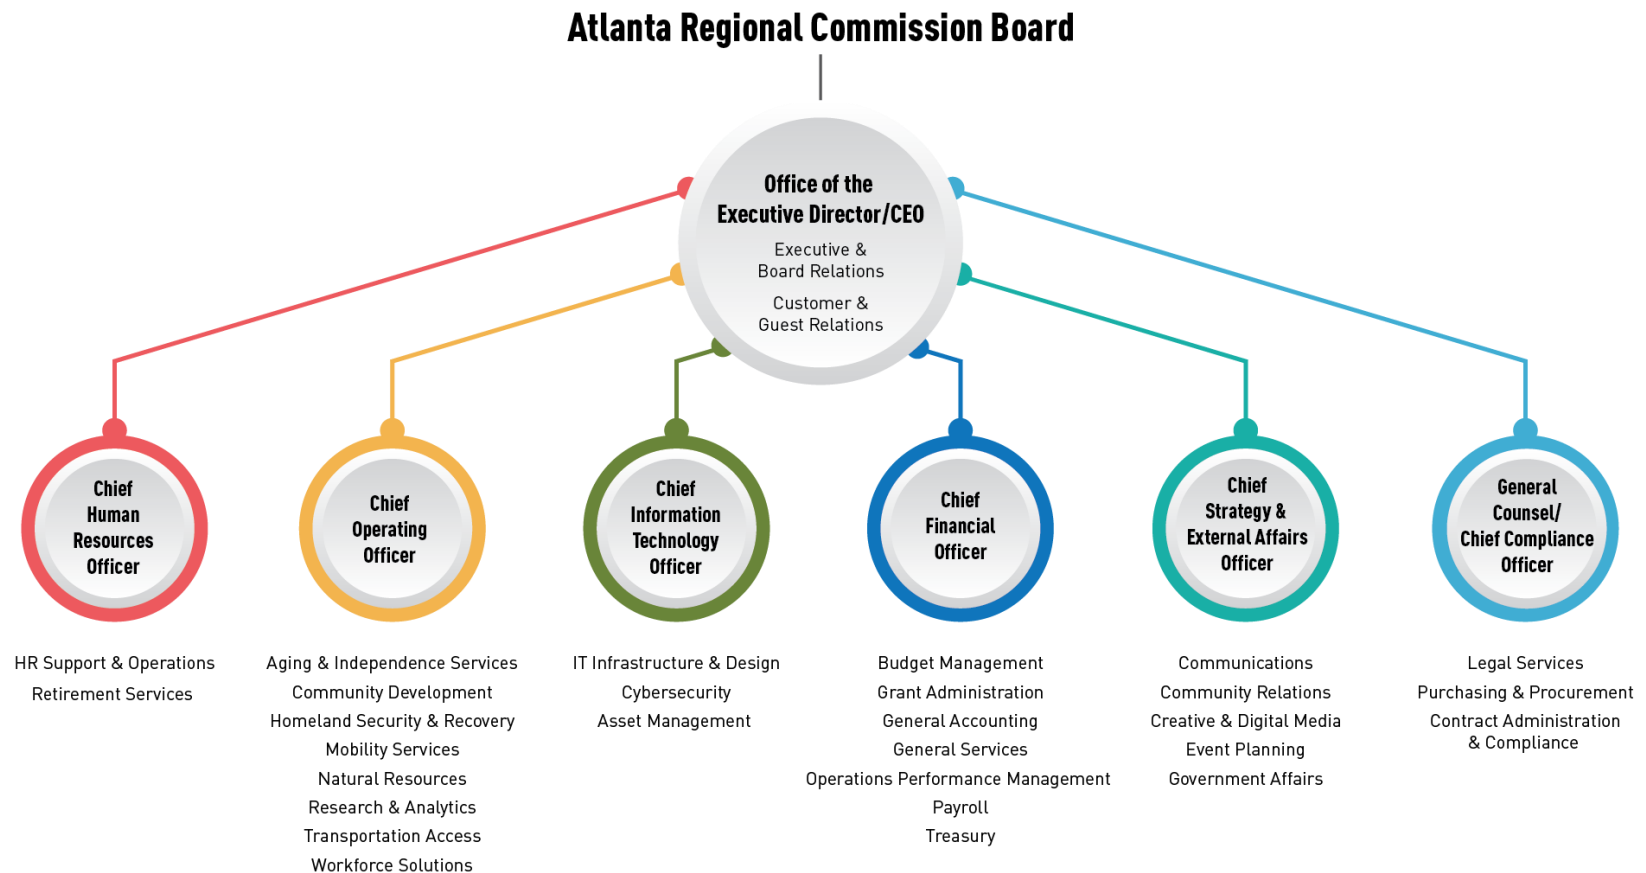 Atlanta Regional Commission Board
Office of the
Executive Director/CEO
Executive &
Board Relations
Customer &
Guest Relations
Chief
Human
Resources
Officer
HR Support & Operations
Retirement Services
Chief
Operating
Officer
Aging & Independence Services
Community Development
Homeland Security & Recovery
Mobility Services
Natural Resources
Research & Analytics
Transportation Access
Workforce Solutions
Chief
Information
Technology
Officer
IT Infrastructure & Design
Cybersecurity
Asset Management
Chief
Financial
Officer
Budget Management
Grant Administration
General Accounting
General Services
Operations Performance Management
Payroll
Treasury
Chief
Strategy &
External Affairs
Officer
Communications
Community Relations
Creative & Digital Media
Event Planning
Government Affairs
General
Counsel/
Chief Compliance
Officer
Legal Services
Purchasing & Procurement
Contract Administration
& Compliance